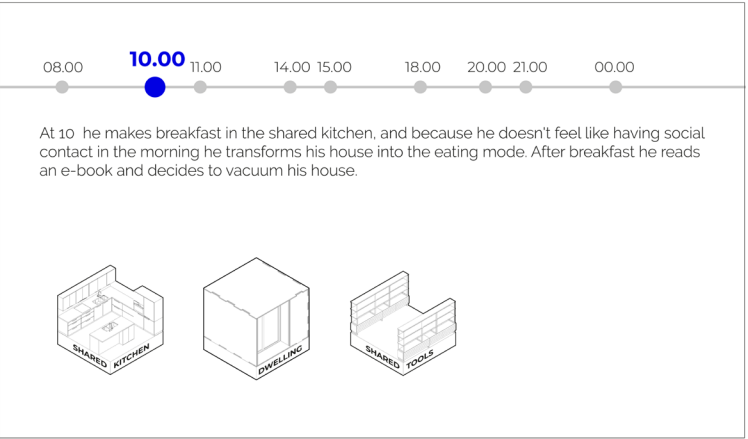 08.00 10.00 11.00 14.00 15.00 18.00 20.00 21.00 00.00
At 10 he makes breakfast in the shared kitchen, and because he doesn't feel like having social
contact in the morning he transforms his house into the eating mode. After breakfast he reads
an e-book and decides to vacuum his house.
SHARED KITCHEN
DWELLING
SHARED TOOLS